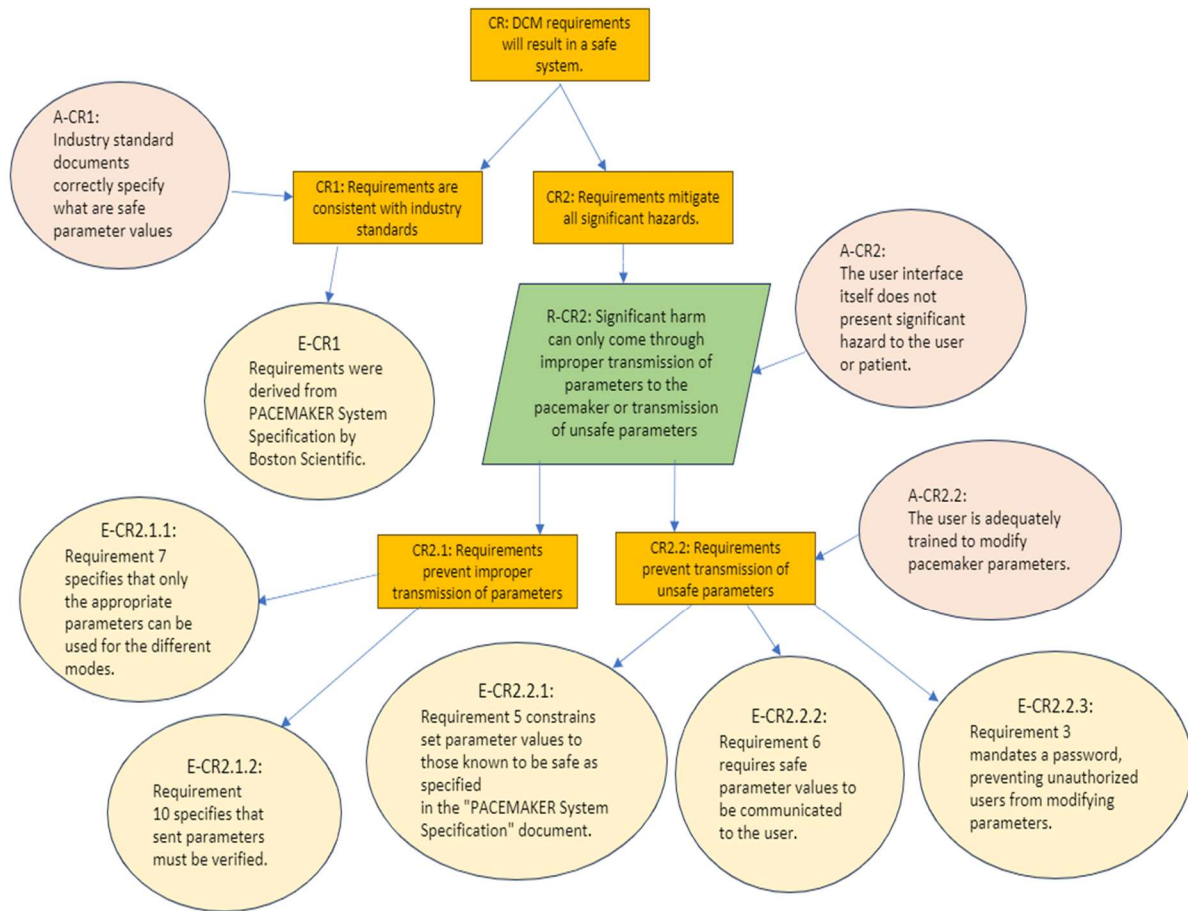 CR: DCM requirements
will result in a safe
system.
A-CR1:
Industry standard
documents
correctly specify
what are safe
parameter values
CR1: Requirements are
consistent with industry
standards
CR2: Requirements mitigate
all significant hazards.
A-CR2:
The user interface
itself does not
present significant
hazard to the user
or patient.
R-CR2: Significant harm
can only come through
improper transmission of
parameters to the
pacemaker or transmission
of unsafe parameters
E-CR1
Requirements were
derived from
PACEMAKER System
Specification by
Boston Scientific.
A-CR2.2:
The user is adequately
trained to modify
pacemaker parameters.
E-CR2.1.1:
Requirement 7
specifies that only
the appropriate
parameters can be
used for the different
modes.
CR2.1: Requirements
prevent improper
transmission of parameters
CR2.2: Requirements
prevent transmission of
unsafe parameters
E-CR2.1.2:
Requirement
10 specifies that
sent parameters
must be verified.
E-CR2.2.1:
Requirement 5 constrains
set parameter values to
those known to be safe as
specified
in the "PACEMAKER System
Specification" document.
E-CR2.2.2:
Requirement 6
requires safe
parameter values to
be communicated
to the user.
E-CR2.2.3:
Requirement 3
mandates a password,
preventing unauthorized
users from modifying
parameters.